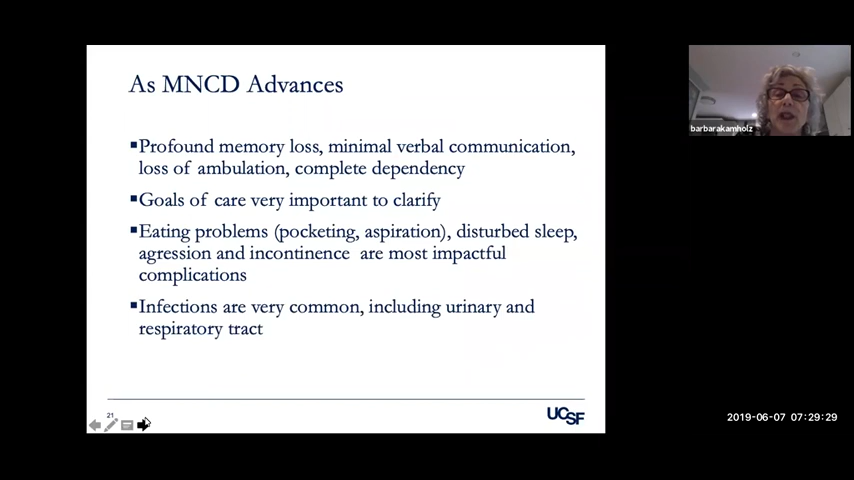 As MNCD Advances
▪Profound memory loss, minimal verbal communication,
loss of ambulation, complete dependency
▪Goals of care very important to clarify
▪Eating problems (pocketing, aspiration), disturbed sleep,
agression and incontinence are most impactful
complications
▪Infections are very common, including urinary and
respiratory tract
21
UCSF
barbarakamholz
2019-06-07 07:29:29